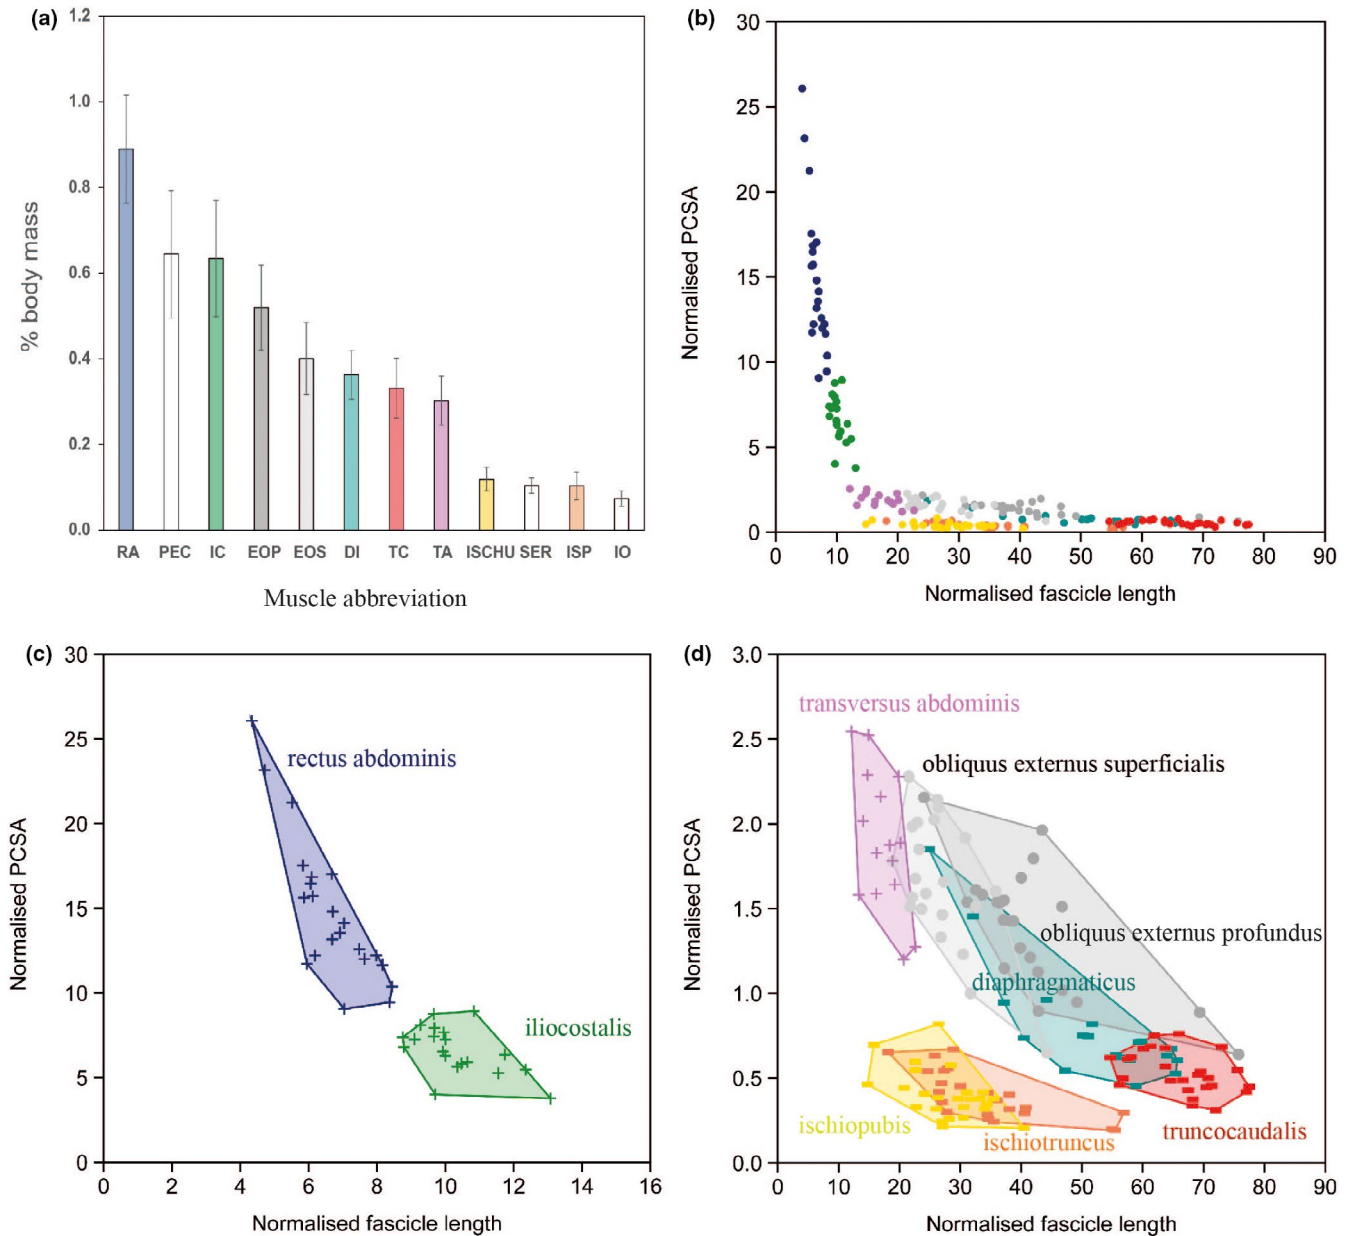 (a)
1.2
1.0
0.8
0.6
0.4
0.2
0.0
% body mass
RA PEC IC EOP EOS DI TC TA ISCHU SER ISP IO
Muscle abbreviation
(b)
30
25
20
15
10
5
0
Normalised PCSA
0 10 20 30 40 50 60 70 80 90
Normalised fascicle length
(c)
30
25
20
15
10
5
0
Normalised PCSA
rectus abdominis
iliocostalis
0 2 4 6 8 10 12 14 16
Normalised fascicle length
(d)
3.0
2.5
2.0
1.5
1.0
0.5
0.0
Normalised PCSA
transversus abdominis
obliquus externus superficialis
obliquus externus profundus
diaphragmaticus
ischiopubis
ischiotruncus
truncocaudalis
0 10 20 30 40 50 60 70 80 90
Normalised fascicle length